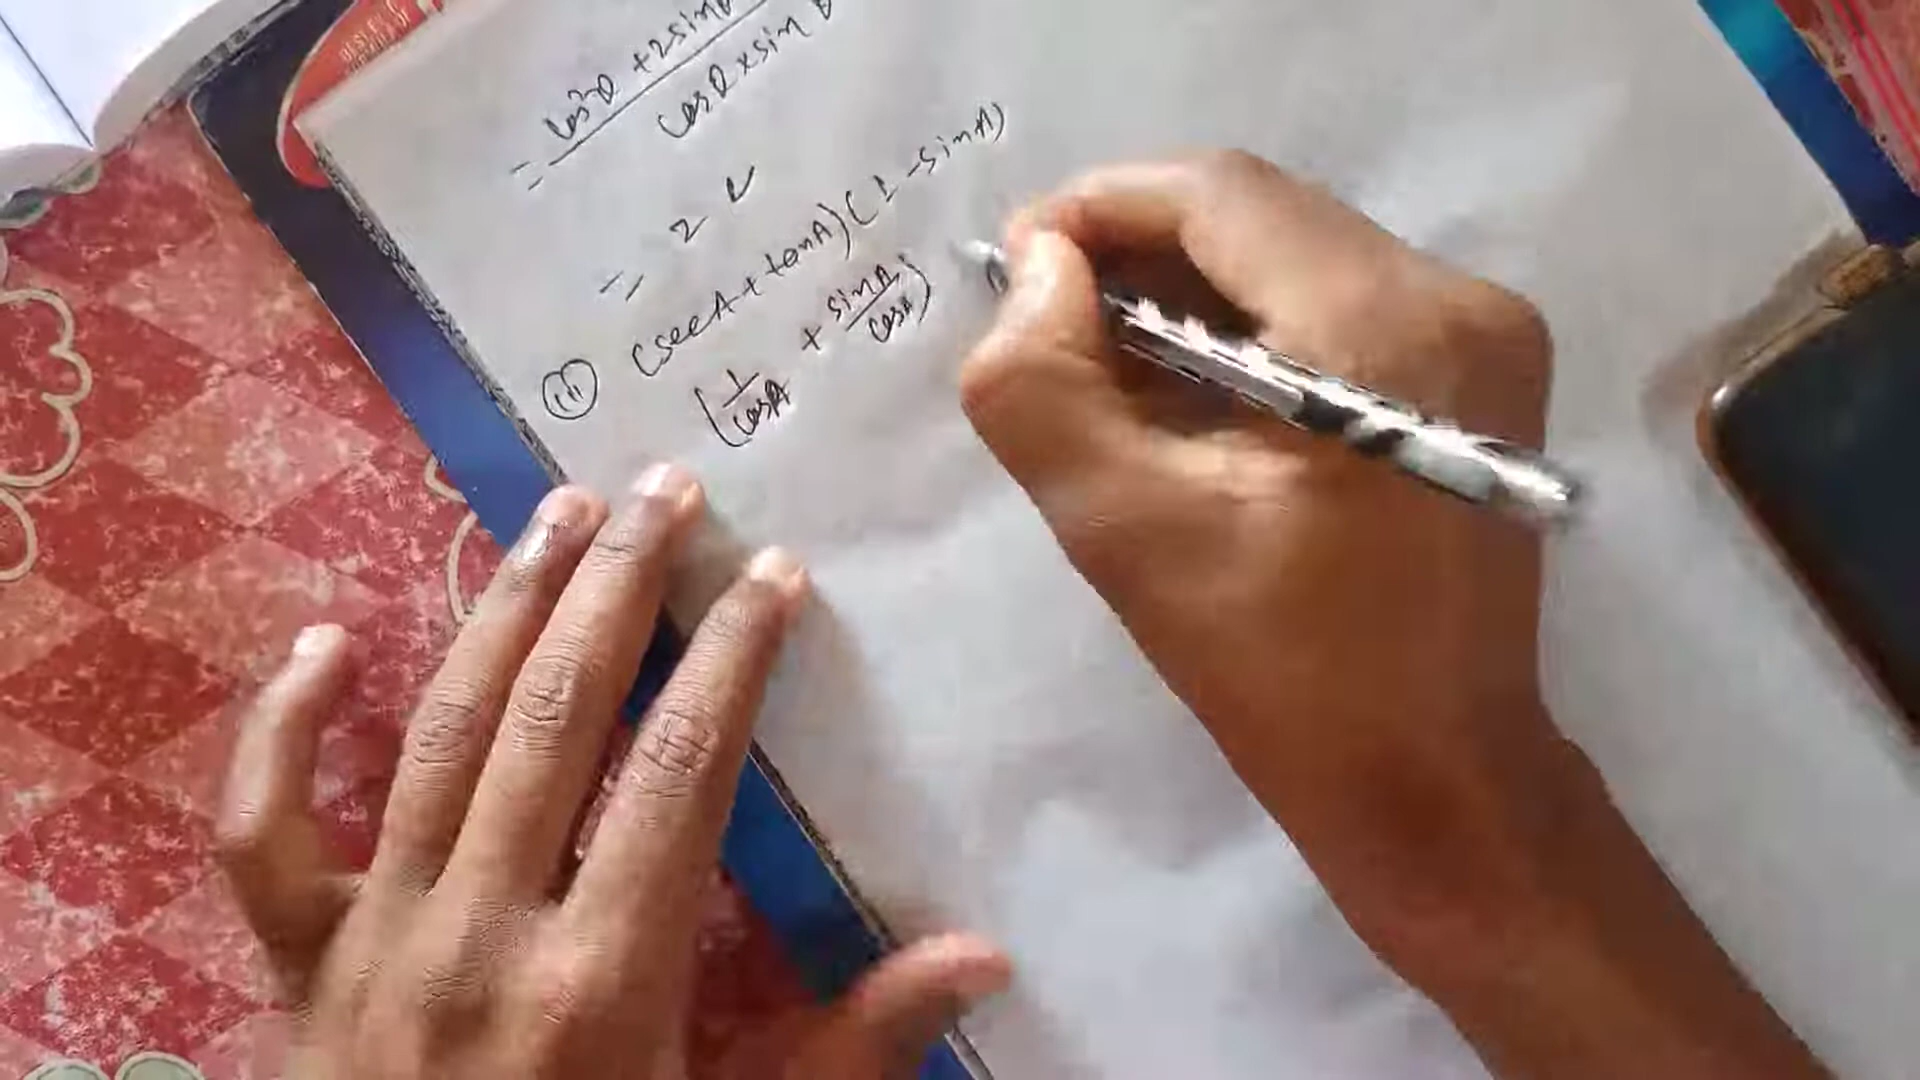 = cos²θ + 2sinθ / cosθ × sinθ
= 2
(iii) (secA + tanA) (1 - sinA)
(1/cosA + sinA/cosA)